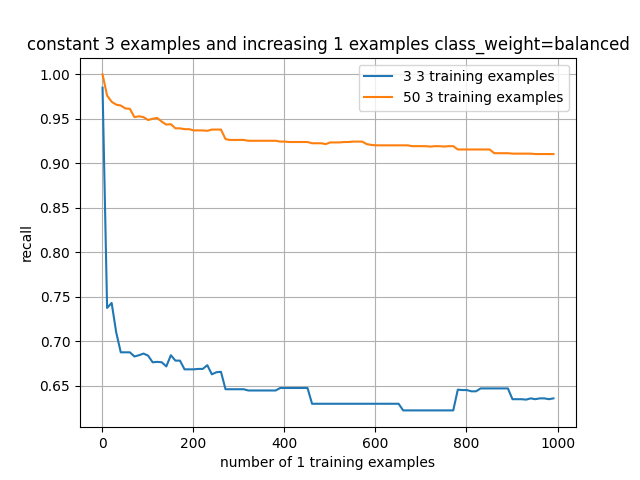 constant 3 examples and increasing 1 examples class_weight=balanced
3 3 training examples
50 3 training examples
recall
1.00
0.95
0.90
0.85
0.80
0.75
0.70
0.65
0
200
400
600
800
1000
number of 1 training examples